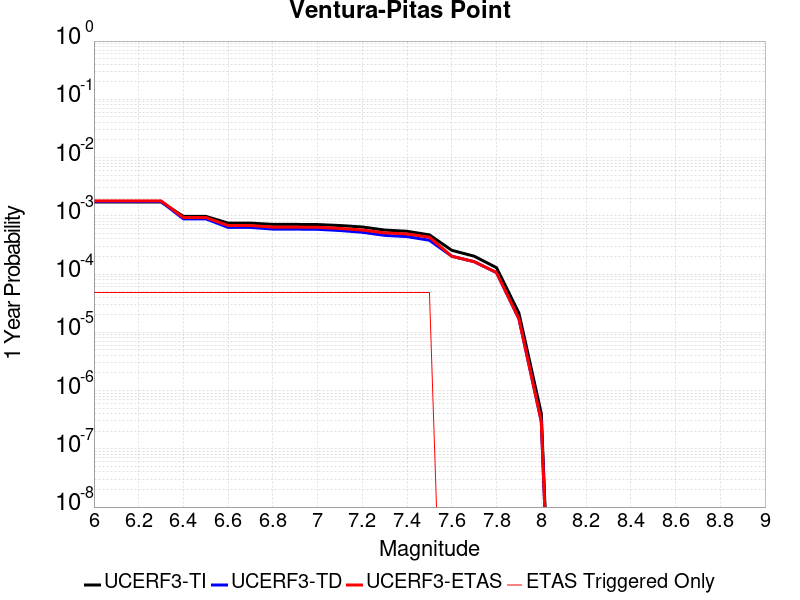 Ventura-Pitas Point
1 Year Probability
10^0
10^-1
10^-2
10^-3
10^-4
10^-5
10^-6
10^-7
10^-8
6 6.2 6.4 6.6 6.8 7 7.2 7.4 7.6 7.8 8 8.2 8.4 8.6 8.8 9
Magnitude
UCERF3-TI UCERF3-TD UCERF3-ETAS ETAS Triggered Only